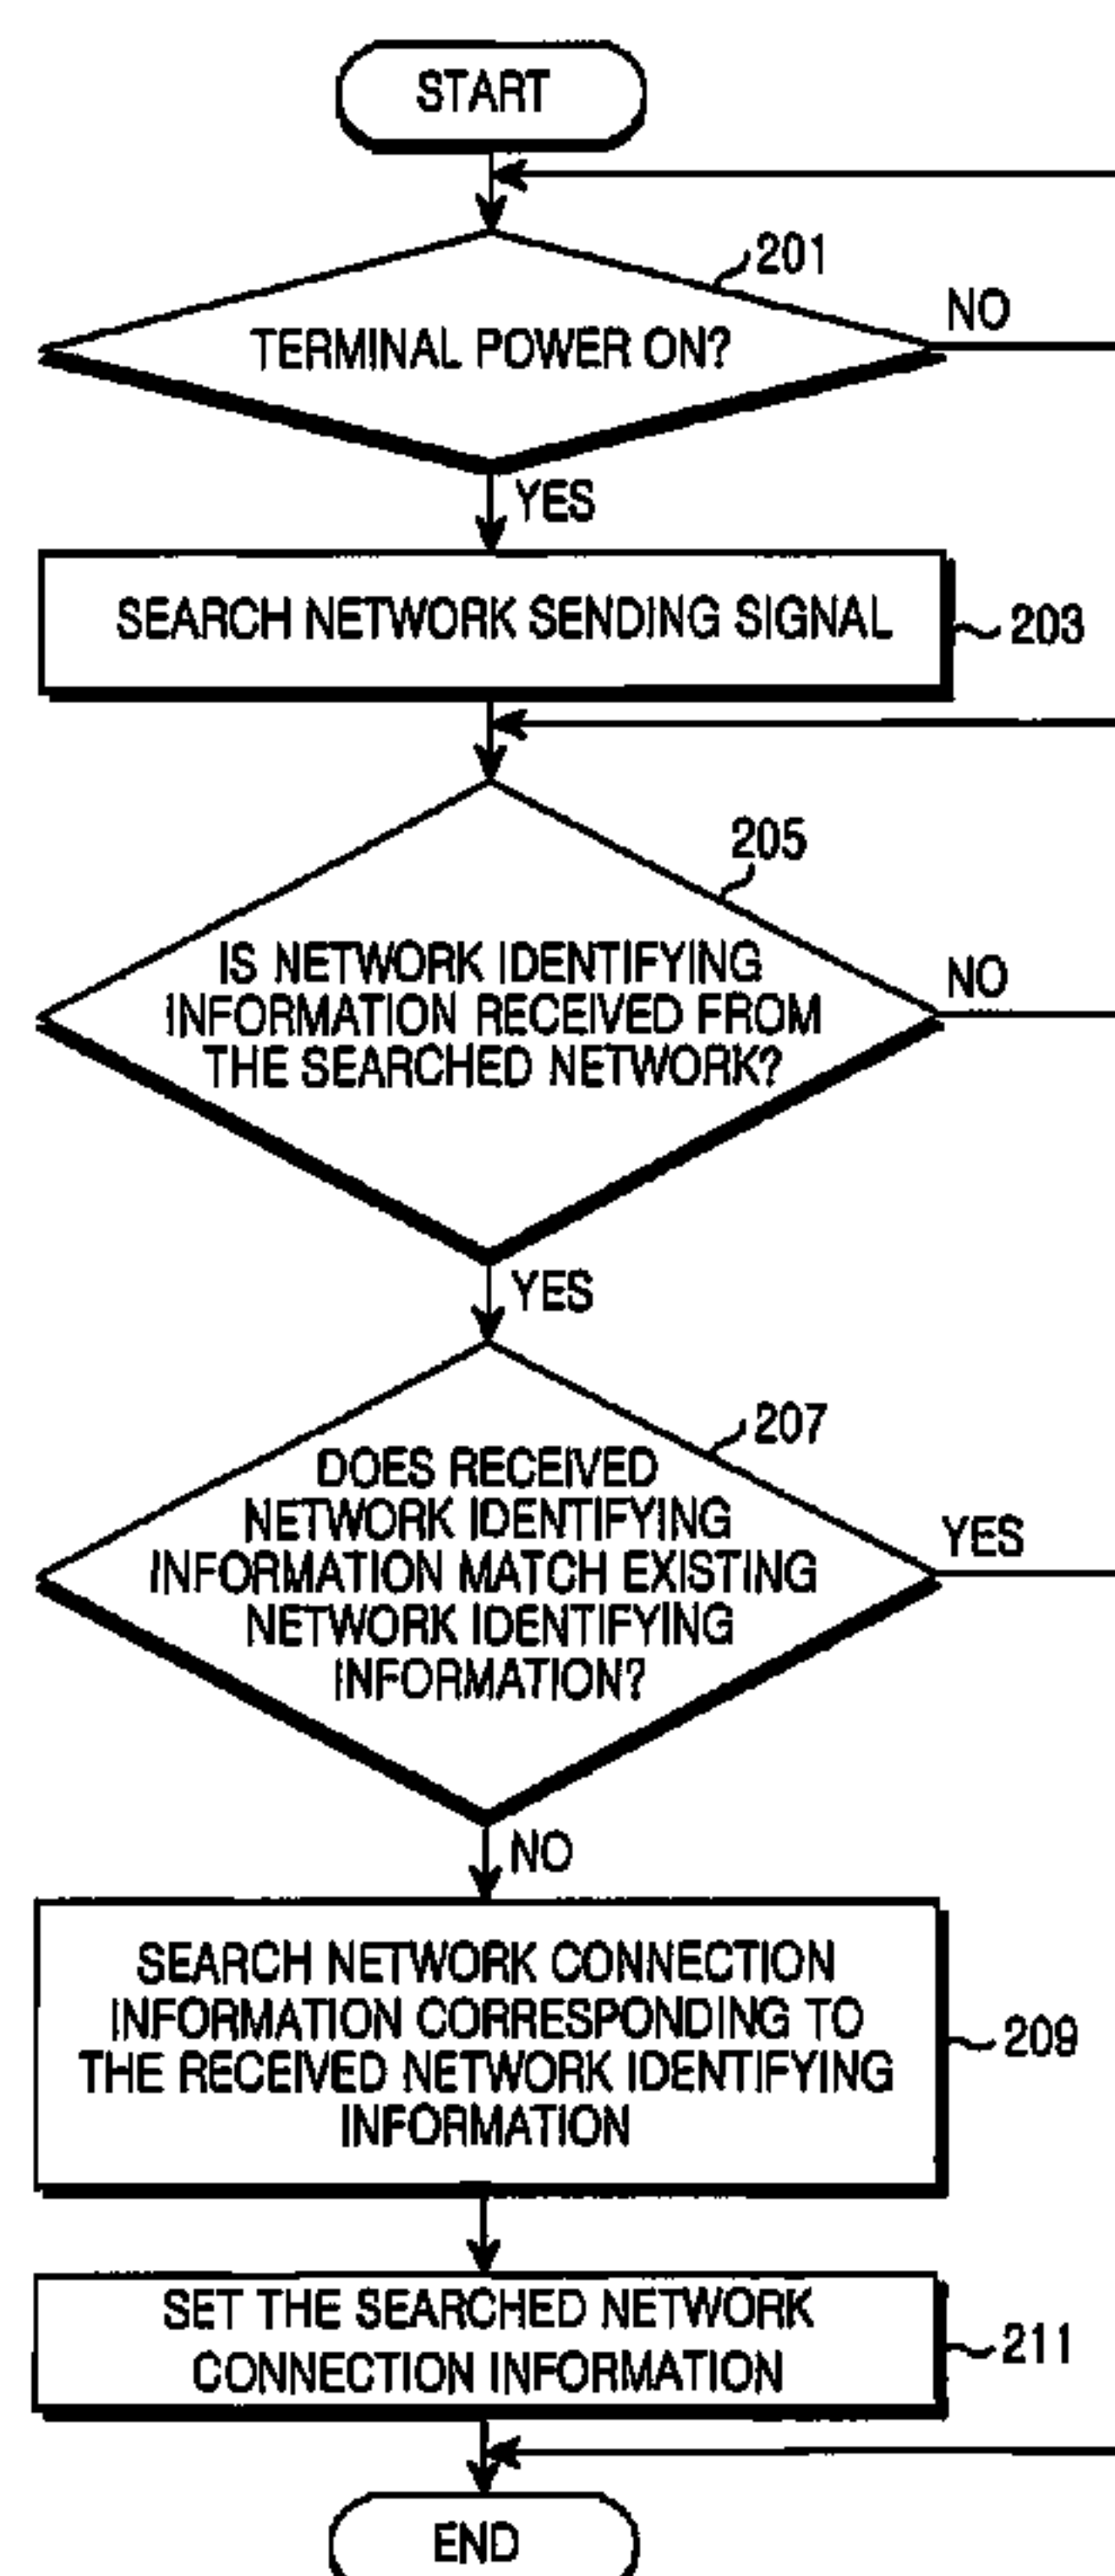 START
201
TERMINAL POWER ON?
NO
YES
SEARCH NETWORK SENDING SIGNAL
203
205
IS NETWORK IDENTIFYING
INFORMATION RECEIVED FROM
THE SEARCHED NETWORK?
NO
YES
207
DOES RECEIVED
NETWORK IDENTIFYING
INFORMATION MATCH EXISTING
NETWORK IDENTIFYING
INFORMATION?
YES
NO
SEARCH NETWORK CONNECTION
INFORMATION CORRESPONDING TO
THE RECEIVED NETWORK IDENTIFYING
INFORMATION
209
SET THE SEARCHED NETWORK
CONNECTION INFORMATION
211
END